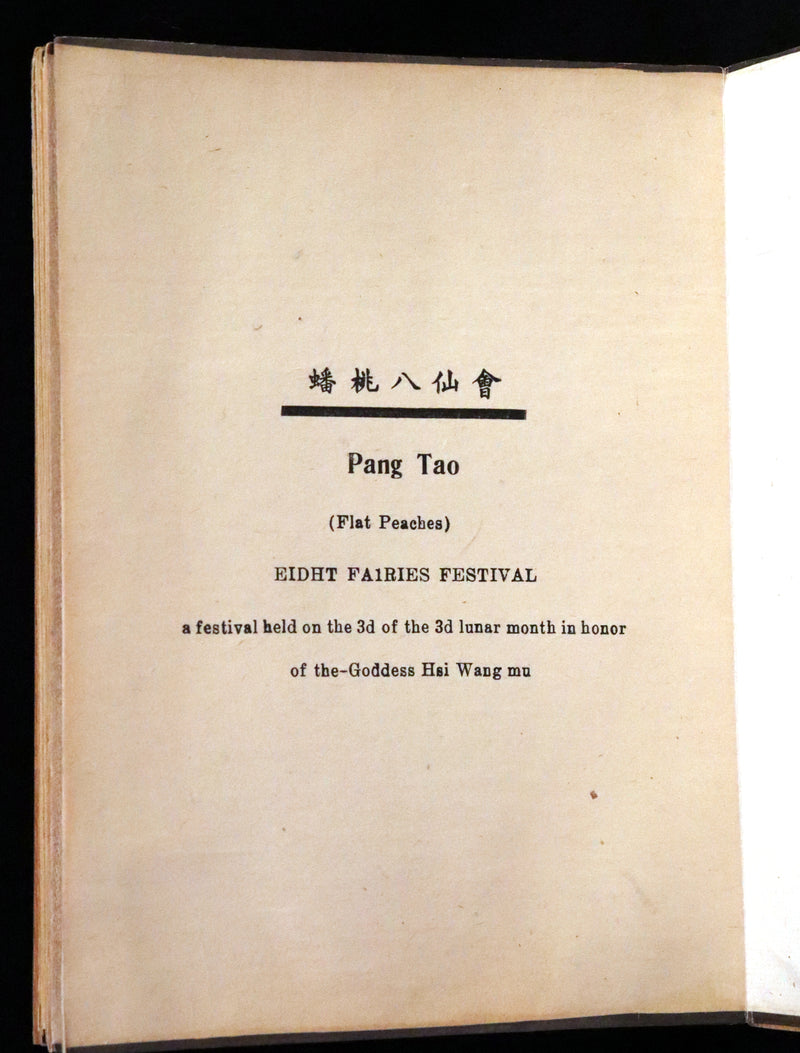 蟠桃八仙會
Pang Tao
(Flat Peaches)
EIDHT FA1RIES FESTIVAL
a festival held on the 3d of the 3d lunar month in honor
of the-Goddess Hsi Wang mu